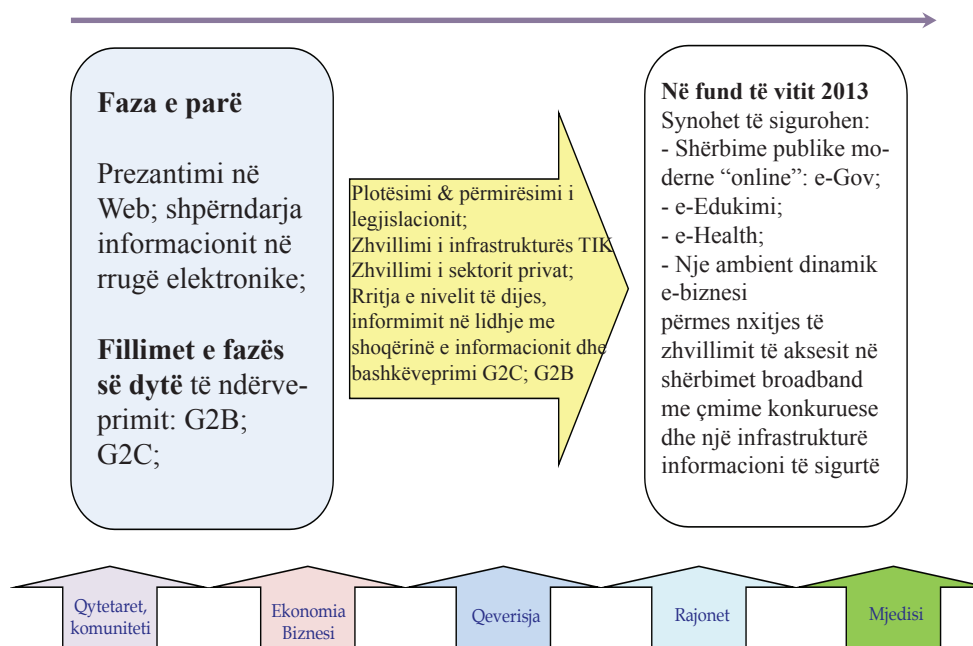 Faza e parë
Prezantimi në
Web; shpërndarja
informacionit në
rrugë elektronike;
Fillimet e fazës
së dytë të ndërve-
primit: G2B;
G2C;
Plotësimi & përmirësimi i
legjislacionit;
Zhvillimi i infrastrukturës TIK
Zhvillimi i sektorit privat;
Rritja e nivelit të dijes,
informimit në lidhje me
shoqërinë e informacionit dhe
bashkëveprimi G2C; G2B
Në fund të vitit 2013
Synohet të sigurohen:
- Shërbime publike mo-
derne “online”: e-Gov;
- e-Edukimi;
- e-Health;
- Nje ambient dinamik
e-biznesi
përmes nxitjes të
zhvillimit të aksesit në
shërbimet broadband
me çmime konkuruese
dhe një infrastrukturë
informacioni të sigurtë
Qytetaret,
komuniteti
Ekonomia
Biznesi
Qeverisja
Rajonet
Mjedisi